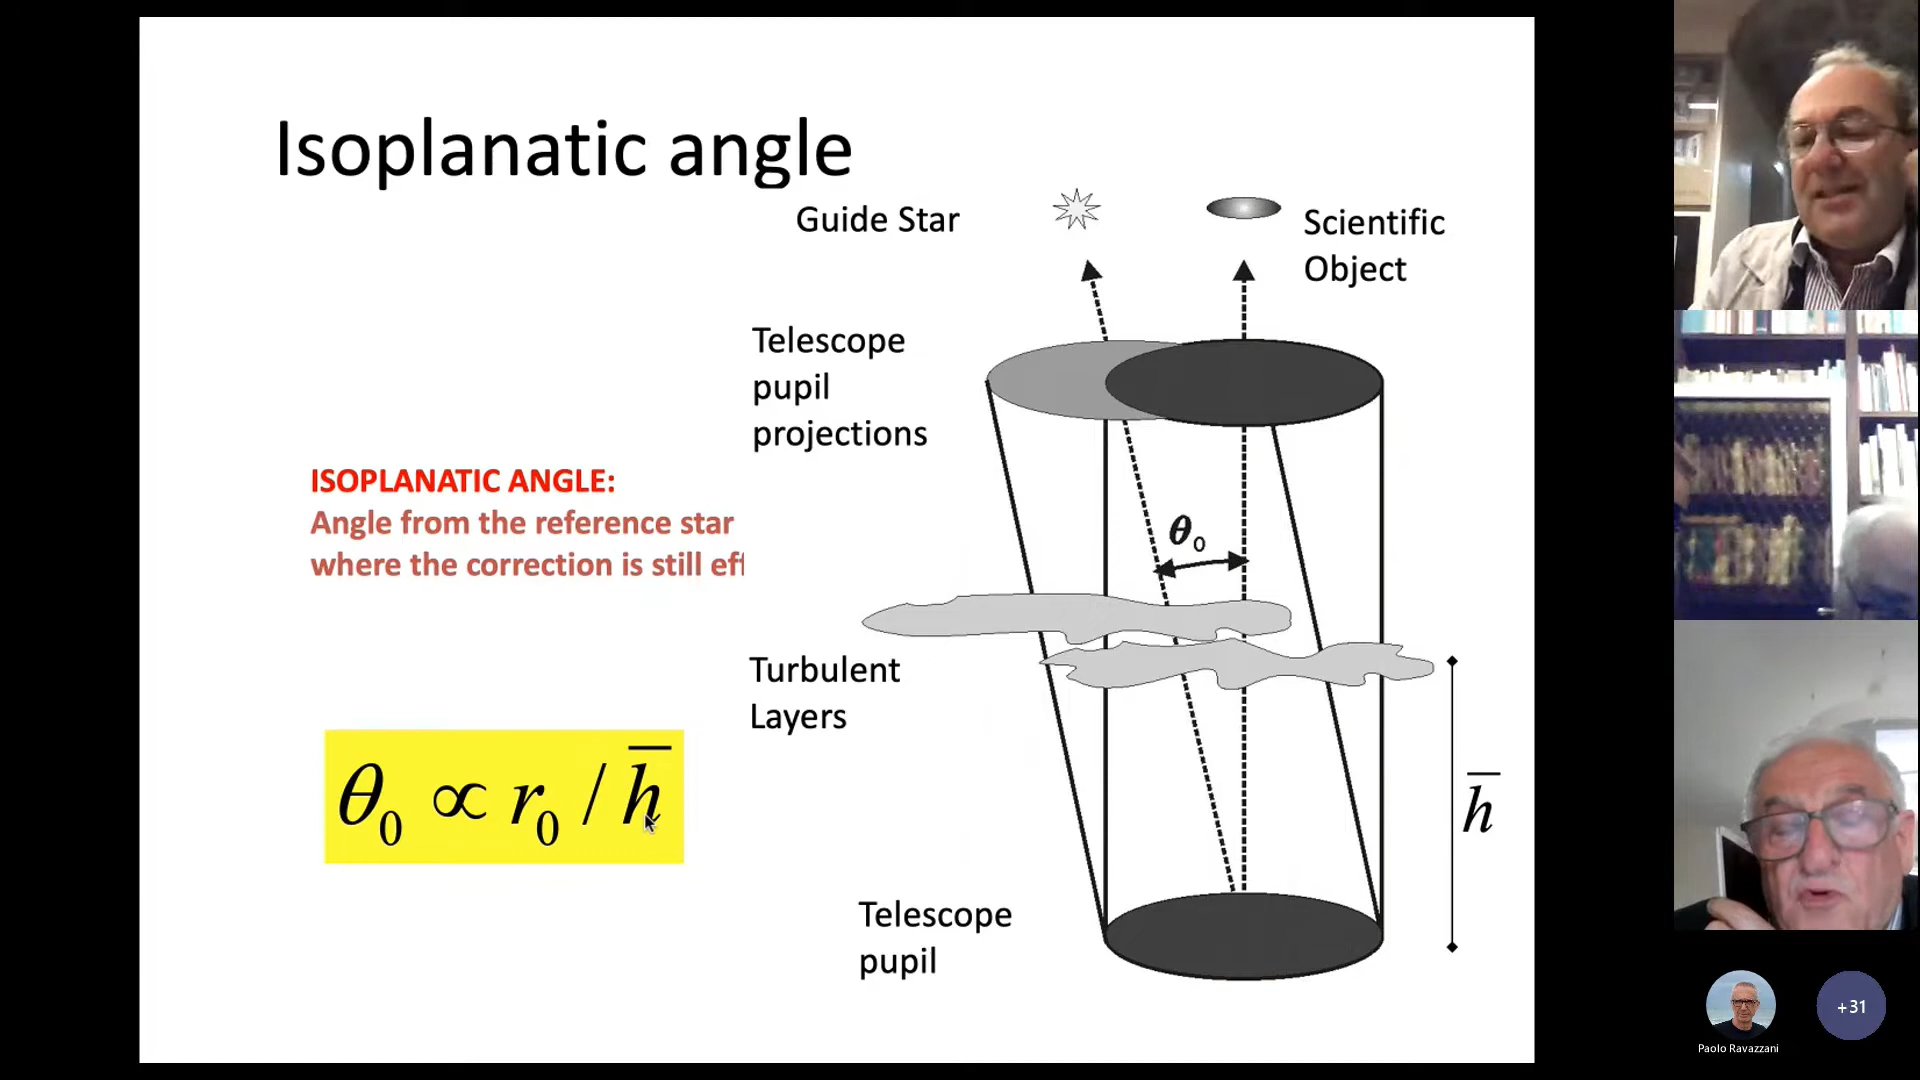 Isoplanatic angle
Guide Star
Scientific
Object
Telescope
pupil
projections
ISOPLANATIC ANGLE:
Angle from the reference star
where the correction is still eff
θ0
Turbulent
Layers
θ0 ∝ r0 / h̅
h̅
Telescope
pupil
+31
Paolo Ravazzani